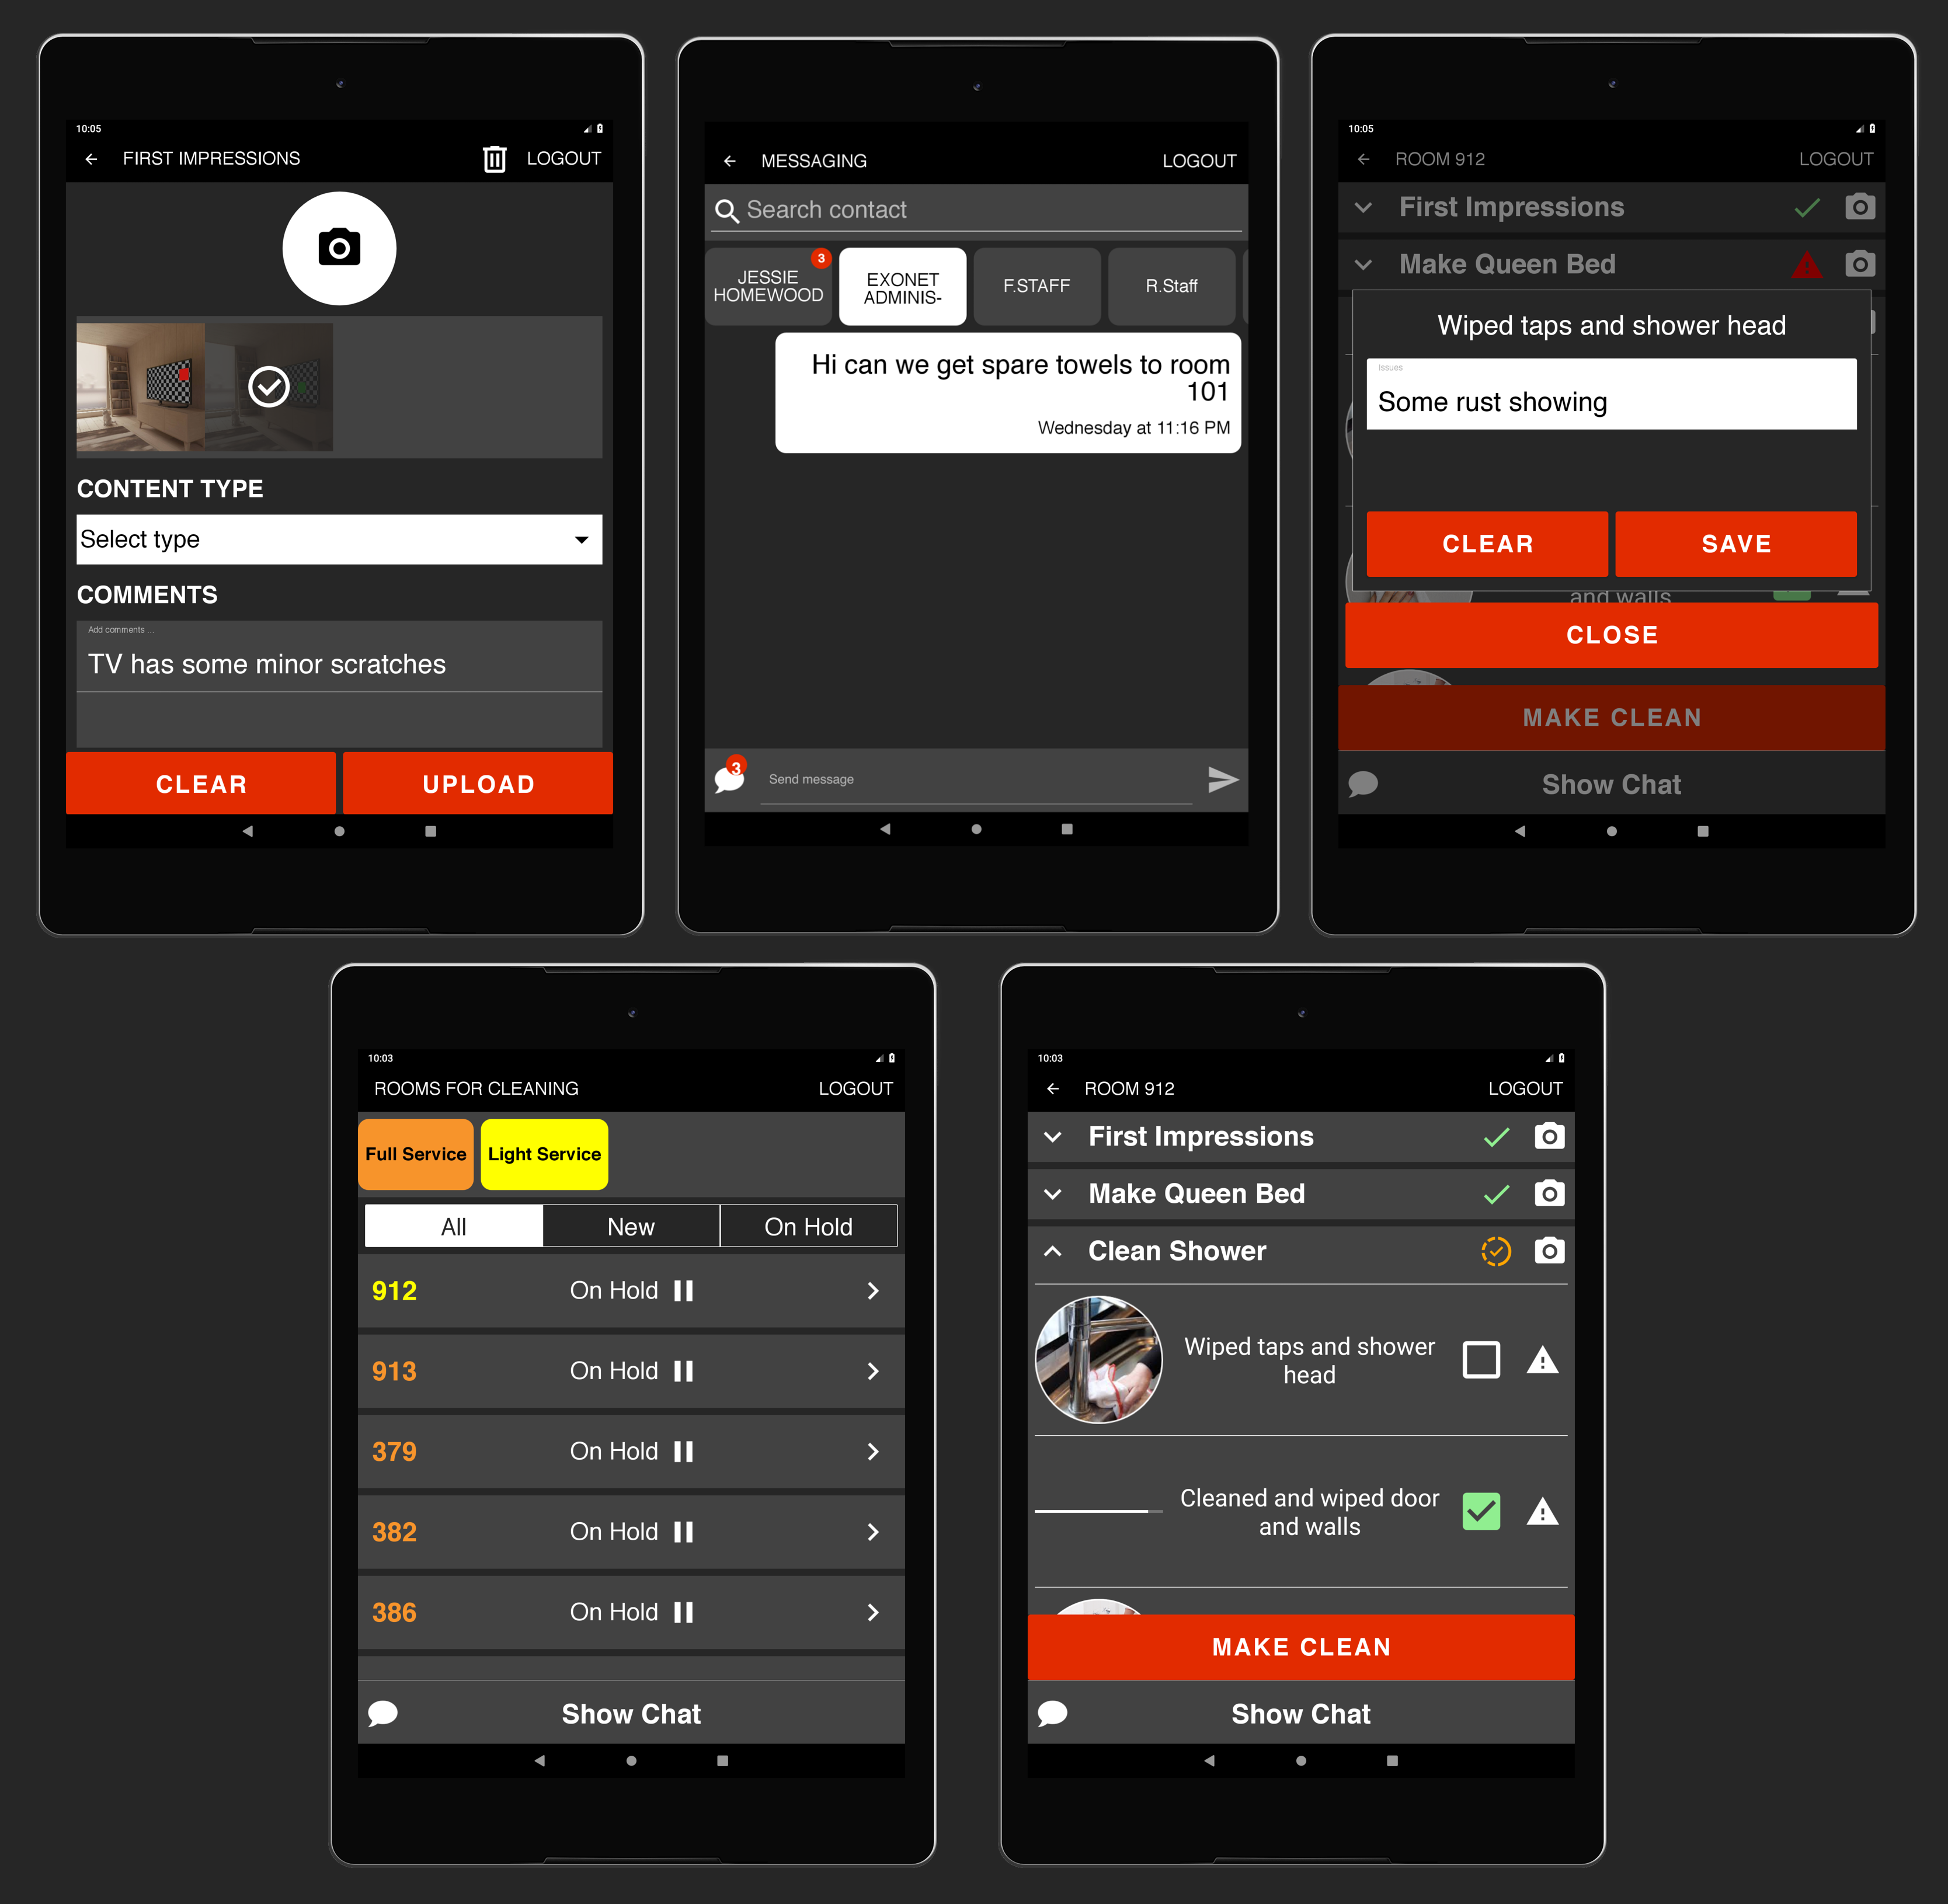 10:05
FIRST IMPRESSIONS
LOGOUT
CONTENT TYPE
Select type
COMMENTS
Add comments ...
TV has some minor scratches
CLEAR
UPLOAD
MESSAGING
LOGOUT
Search contact
JESSIE
HOMEWOOD
3
EXONET
ADMINIS-
F.STAFF
R.Staff
Hi can we get spare towels to room
101
Wednesday at 11:16 PM
3
Send message
10:05
ROOM 912
LOGOUT
First Impressions
Make Queen Bed
Wiped taps and shower head
Issues
Some rust showing
CLEAR
SAVE
and walls
CLOSE
MAKE CLEAN
Show Chat
10:03
ROOMS FOR CLEANING
LOGOUT
Full Service
Light Service
All
New
On Hold
912
On Hold
913
On Hold
379
On Hold
382
On Hold
386
On Hold
Show Chat
10:03
ROOM 912
LOGOUT
First Impressions
Make Queen Bed
Clean Shower
Wiped taps and shower
head
Cleaned and wiped door
and walls
MAKE CLEAN
Show Chat